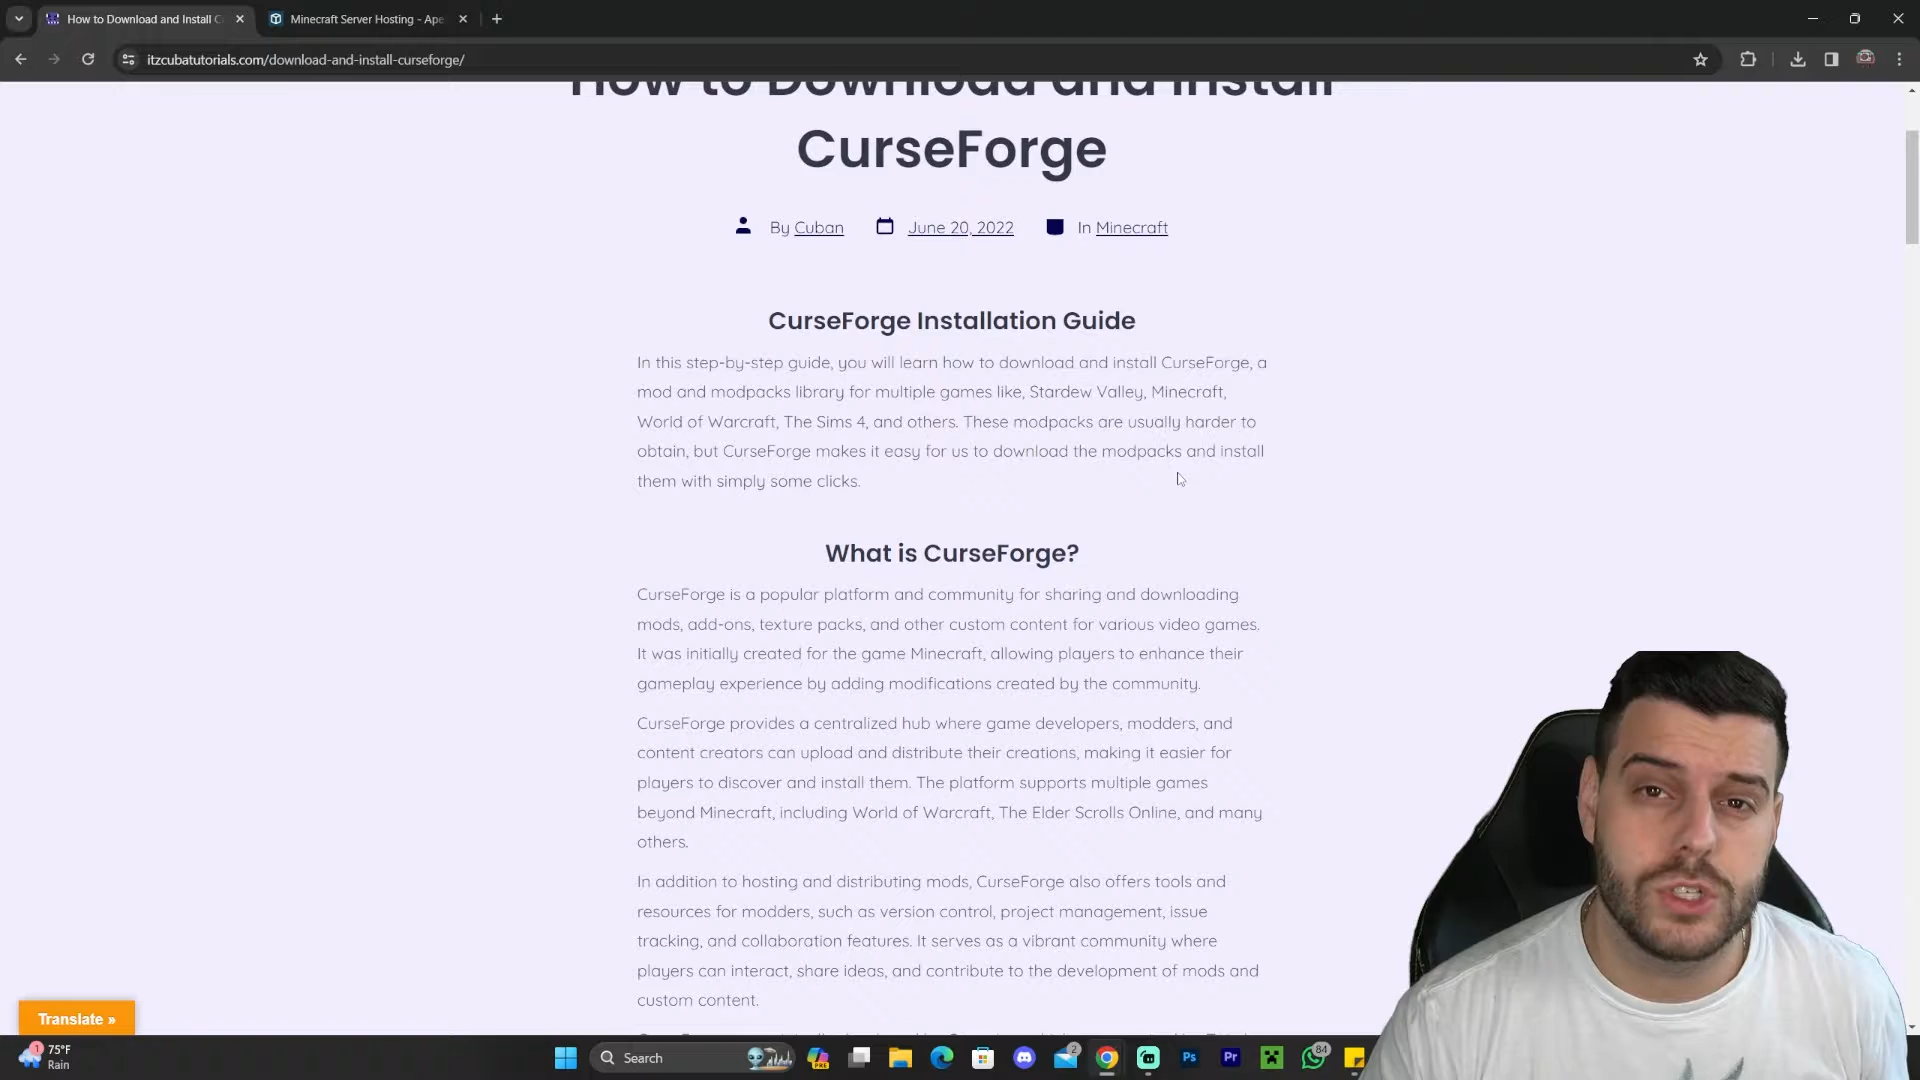 How to Download and Install C
Minecraft Server Hosting - Ape
itzcubatutorials.com/download-and-install-curseforge/
How to Download and Install
CurseForge
By Cuban
June 20, 2022
In Minecraft
CurseForge Installation Guide
In this step-by-step guide, you will learn how to download and install CurseForge, a
mod and modpacks library for multiple games like, Stardew Valley, Minecraft,
World of Warcraft, The Sims 4, and others. These modpacks are usually harder to
obtain, but CurseForge makes it easy for us to download the modpacks and install
them with simply some clicks.
What is CurseForge?
CurseForge is a popular platform and community for sharing and downloading
mods, add-ons, texture packs, and other custom content for various video games.
It was initially created for the game Minecraft, allowing players to enhance their
gameplay experience by adding modifications created by the community.
CurseForge provides a centralized hub where game developers, modders, and
content creators can upload and distribute their creations, making it easier for
players to discover and install them. The platform supports multiple games
beyond Minecraft, including World of Warcraft, The Elder Scrolls Online, and many
others.
In addition to hosting and distributing mods, CurseForge also offers tools and
resources for modders, such as version control, project management, issue
tracking, and collaboration features. It serves as a vibrant community where
players can interact, share ideas, and contribute to the development of mods and
custom content.
Translate »
1
75°F
Rain
Search
PRE
2
Ps
Pr
84